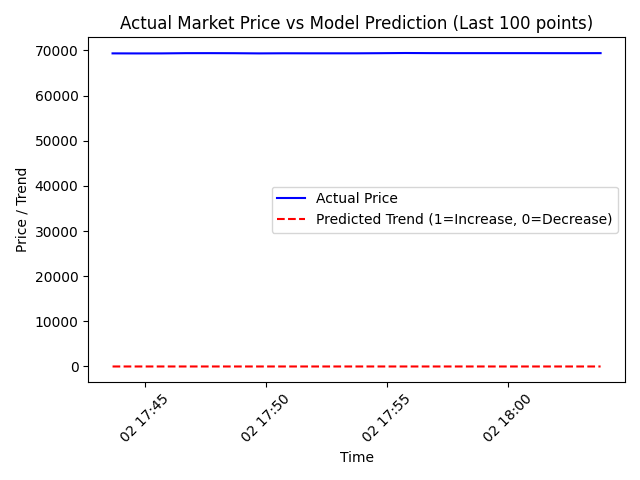 Actual Market Price vs Model Prediction (Last 100 points)
70000
60000
50000
40000
30000
20000
10000
0
Price / Trend
Actual Price
Predicted Trend (1=Increase, 0=Decrease)
02 17:45
02 17:50
02 17:55
02 18:00
Time